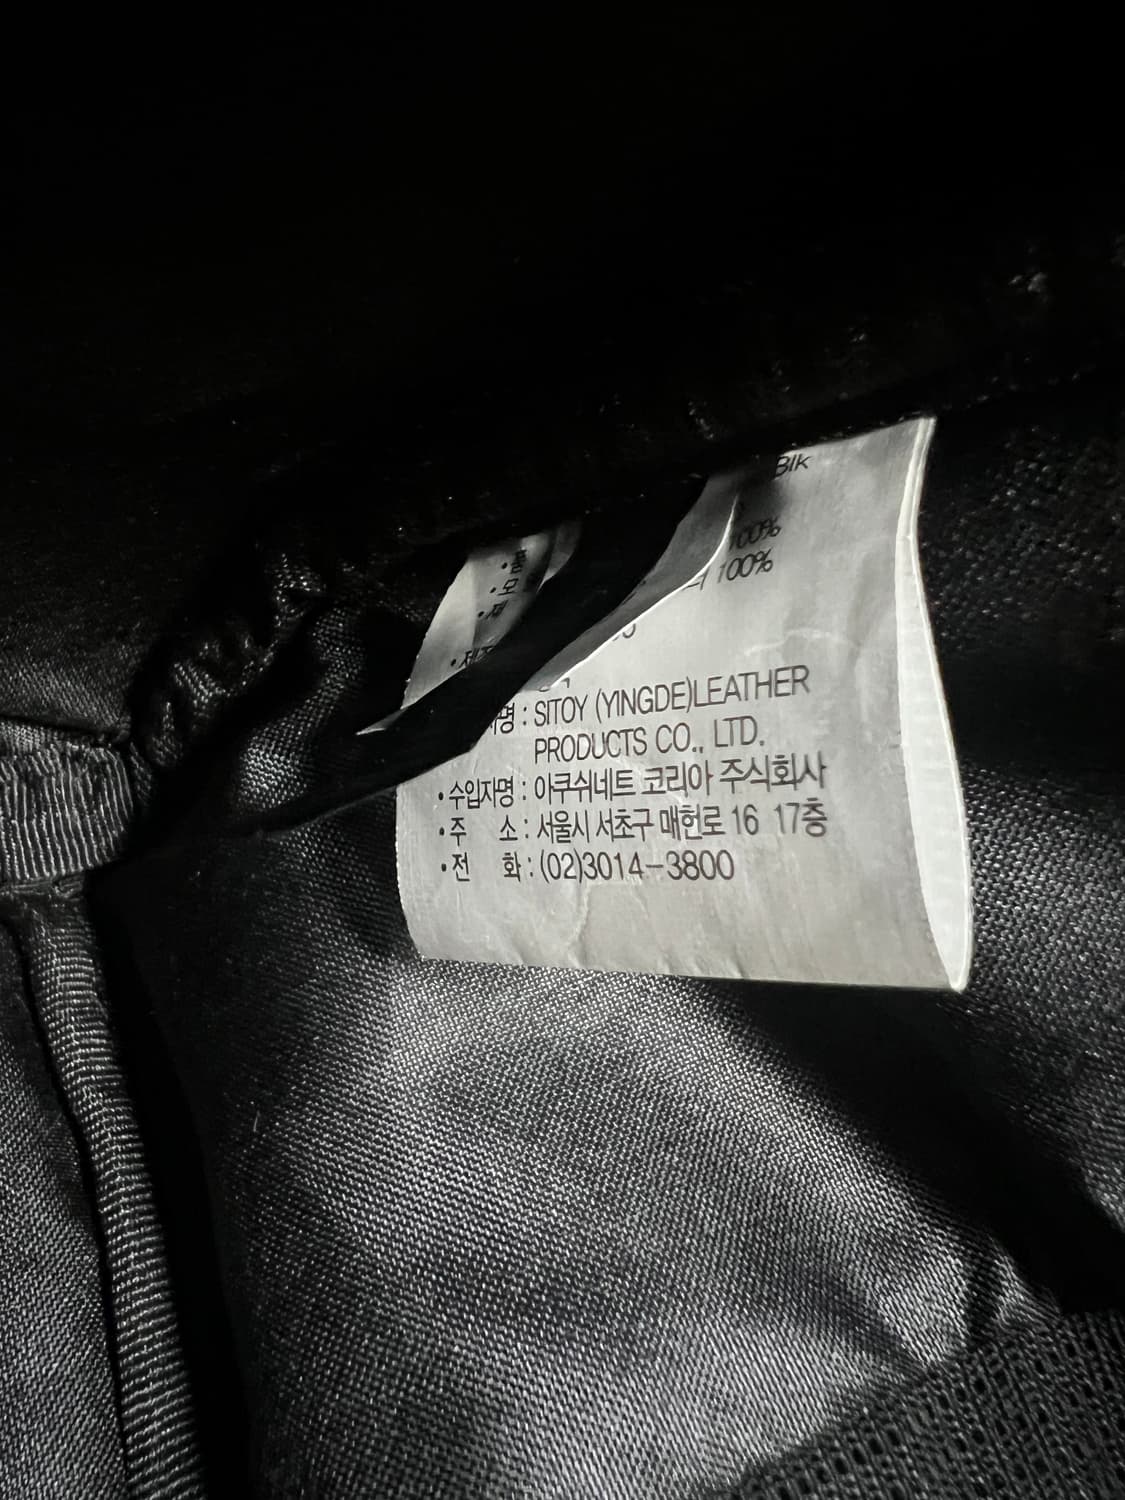 Blk
100%
100%
명 : SITOY (YINGDE)LEATHER
PRODUCTS CO., LTD.
• 수입자명 : 아쿠쉬네트 코리아 주식회사
• 주 소 : 서울시 서초구 매헌로 16 17층
• 전 화 : (02)3014-3800